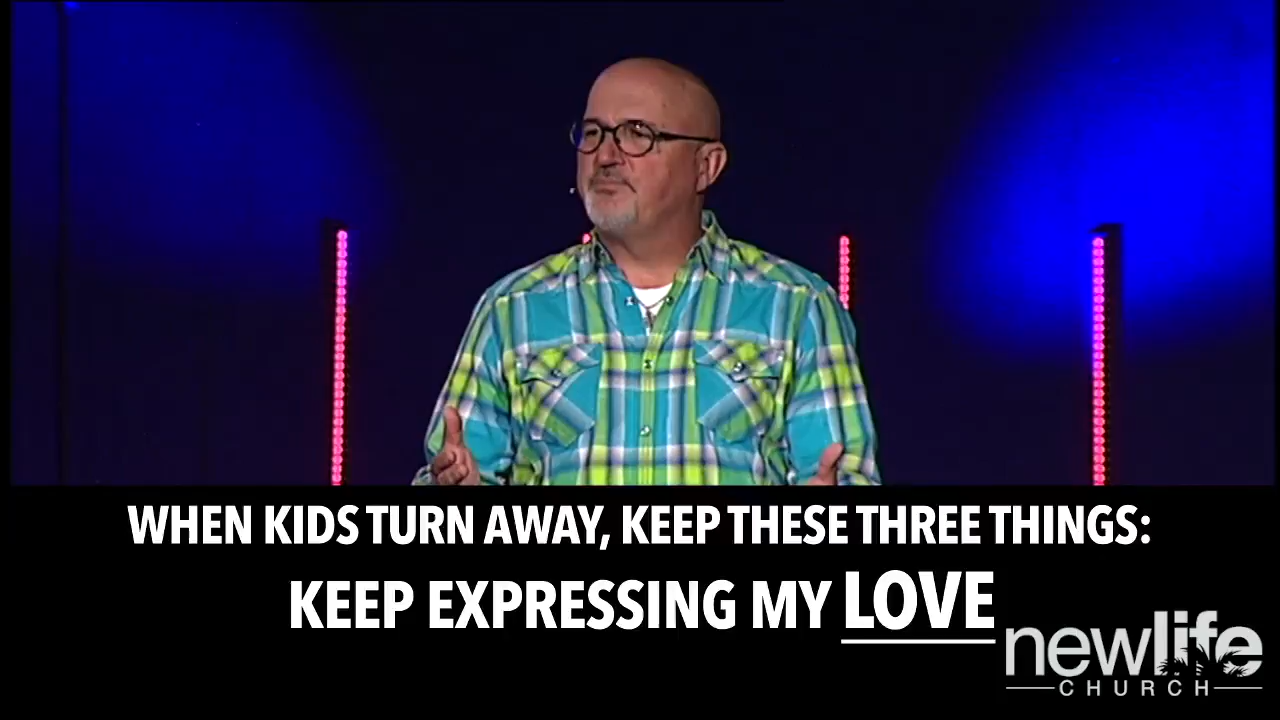 WHEN KIDS TURN AWAY, KEEP THESE THREE THINGS:
KEEP EXPRESSING MY LOVE
newlife
CHURCH